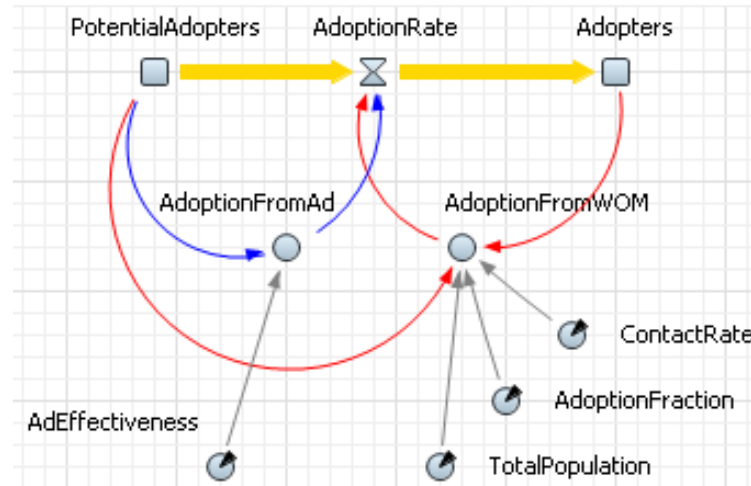 PotentialAdopters
AdoptionRate
Adopters
AdoptionFromAd
AdoptionFromWOM
ContactRate
AdoptionFraction
AdEffectiveness
TotalPopulation